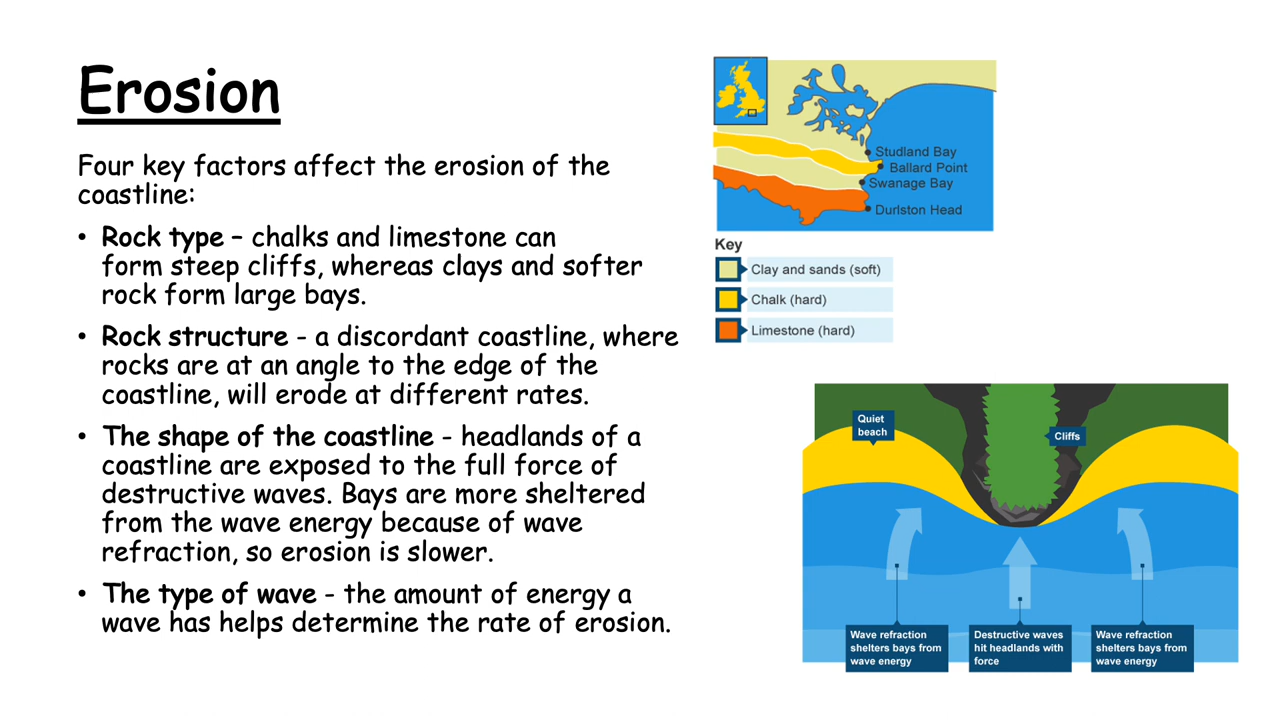 Erosion
Four key factors affect the erosion of the
coastline:
• Rock type – chalks and limestone can
form steep cliffs, whereas clays and softer
rock form large bays.
• Rock structure - a discordant coastline, where
rocks are at an angle to the edge of the
coastline, will erode at different rates.
• The shape of the coastline - headlands of a
coastline are exposed to the full force of
destructive waves. Bays are more sheltered
from the wave energy because of wave
refraction, so erosion is slower.
• The type of wave - the amount of energy a
wave has helps determine the rate of erosion.
Studland Bay
Ballard Point
Swanage Bay
Durlston Head
Key
Clay and sands (soft)
Chalk (hard)
Limestone (hard)
Quiet
beach
Cliffs
Wave refraction
shelters bays from
wave energy
Destructive waves
hit headlands with
force
Wave refraction
shelters bays from
wave energy